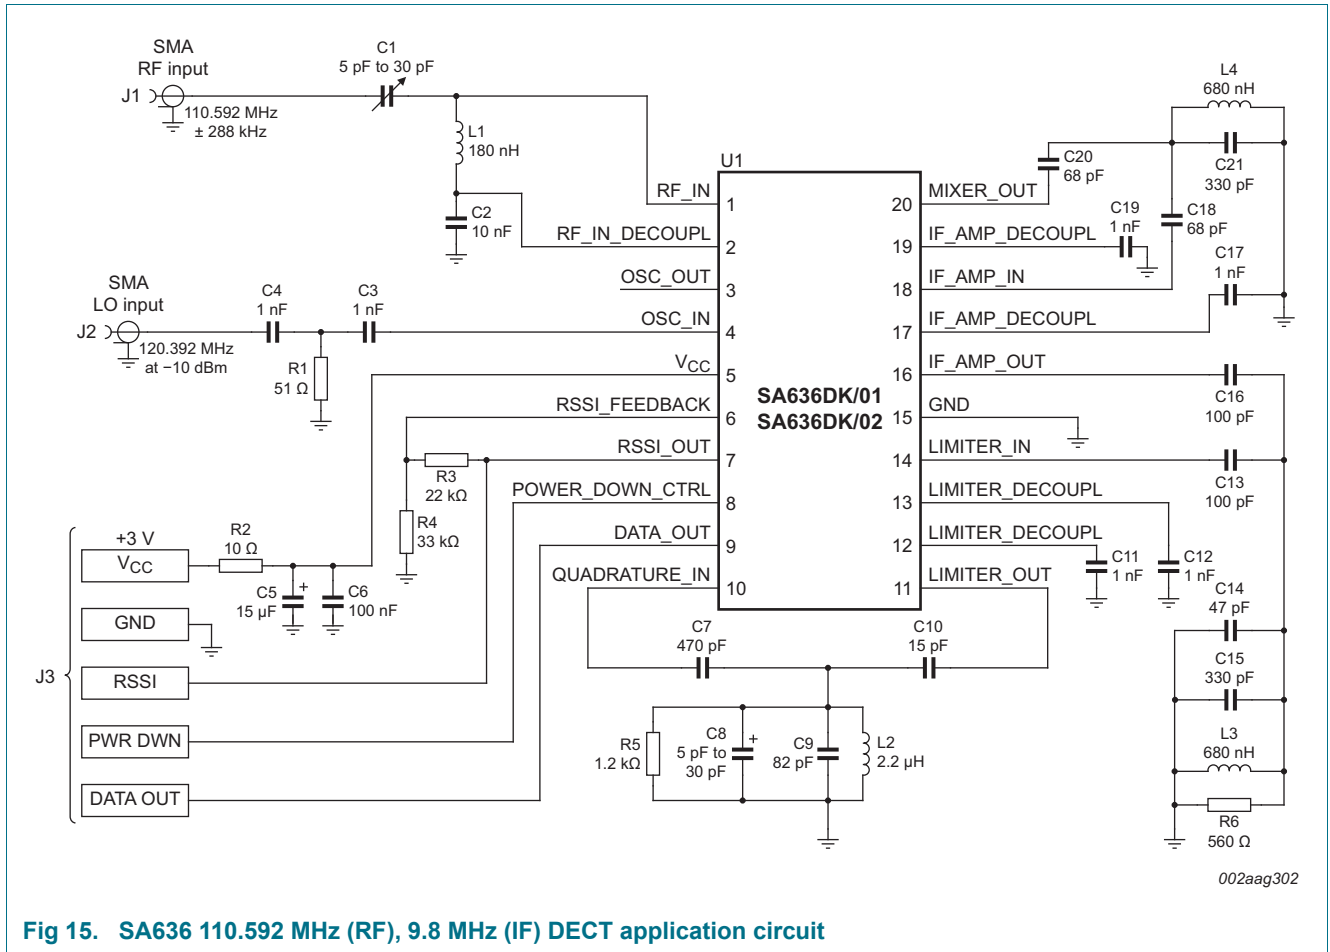 SMA
RF input
J1
110.592 MHz
± 288 kHz
C1
5 pF to 30 pF
L1
180 nH
C2
10 nF
SMA
LO input
J2
120.392 MHz
at −10 dBm
C4
1 nF
C3
1 nF
R1
51 Ω
U1
RF_IN
1
RF_IN_DECOUPL
2
OSC_OUT
3
OSC_IN
4
VCC
5
RSSI_FEEDBACK
6
RSSI_OUT
7
POWER_DOWN_CTRL
8
DATA_OUT
9
QUADRATURE_IN
10
SA636DK/01
SA636DK/02
20
MIXER_OUT
19
IF_AMP_DECOUPL
18
IF_AMP_IN
17
IF_AMP_DECOUPL
16
IF_AMP_OUT
15
GND
14
LIMITER_IN
13
LIMITER_DECOUPL
12
LIMITER_DECOUPL
11
LIMITER_OUT
L4
680 nH
C20
68 pF
C21
330 pF
C19
1 nF
C18
68 pF
C17
1 nF
C16
100 pF
C13
100 pF
C11
1 nF
C12
1 nF
C14
47 pF
C15
330 pF
L3
680 nH
R6
560 Ω
R3
22 kΩ
R4
33 kΩ
J3
+3 V
VCC
R2
10 Ω
C5
15 μF
+
C6
100 nF
GND
RSSI
PWR DWN
DATA OUT
C7
470 pF
C10
15 pF
R5
1.2 kΩ
C8
5 pF to
30 pF
+
C9
82 pF
L2
2.2 μH
002aag302
Fig 15. SA636 110.592 MHz (RF), 9.8 MHz (IF) DECT application circuit